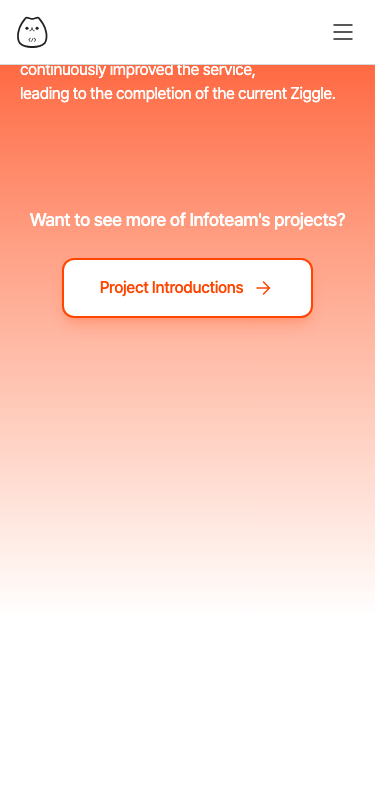 continuously improved the service,
leading to the completion of the current Ziggle.
Want to see more of Infoteam's projects?
Project Introductions